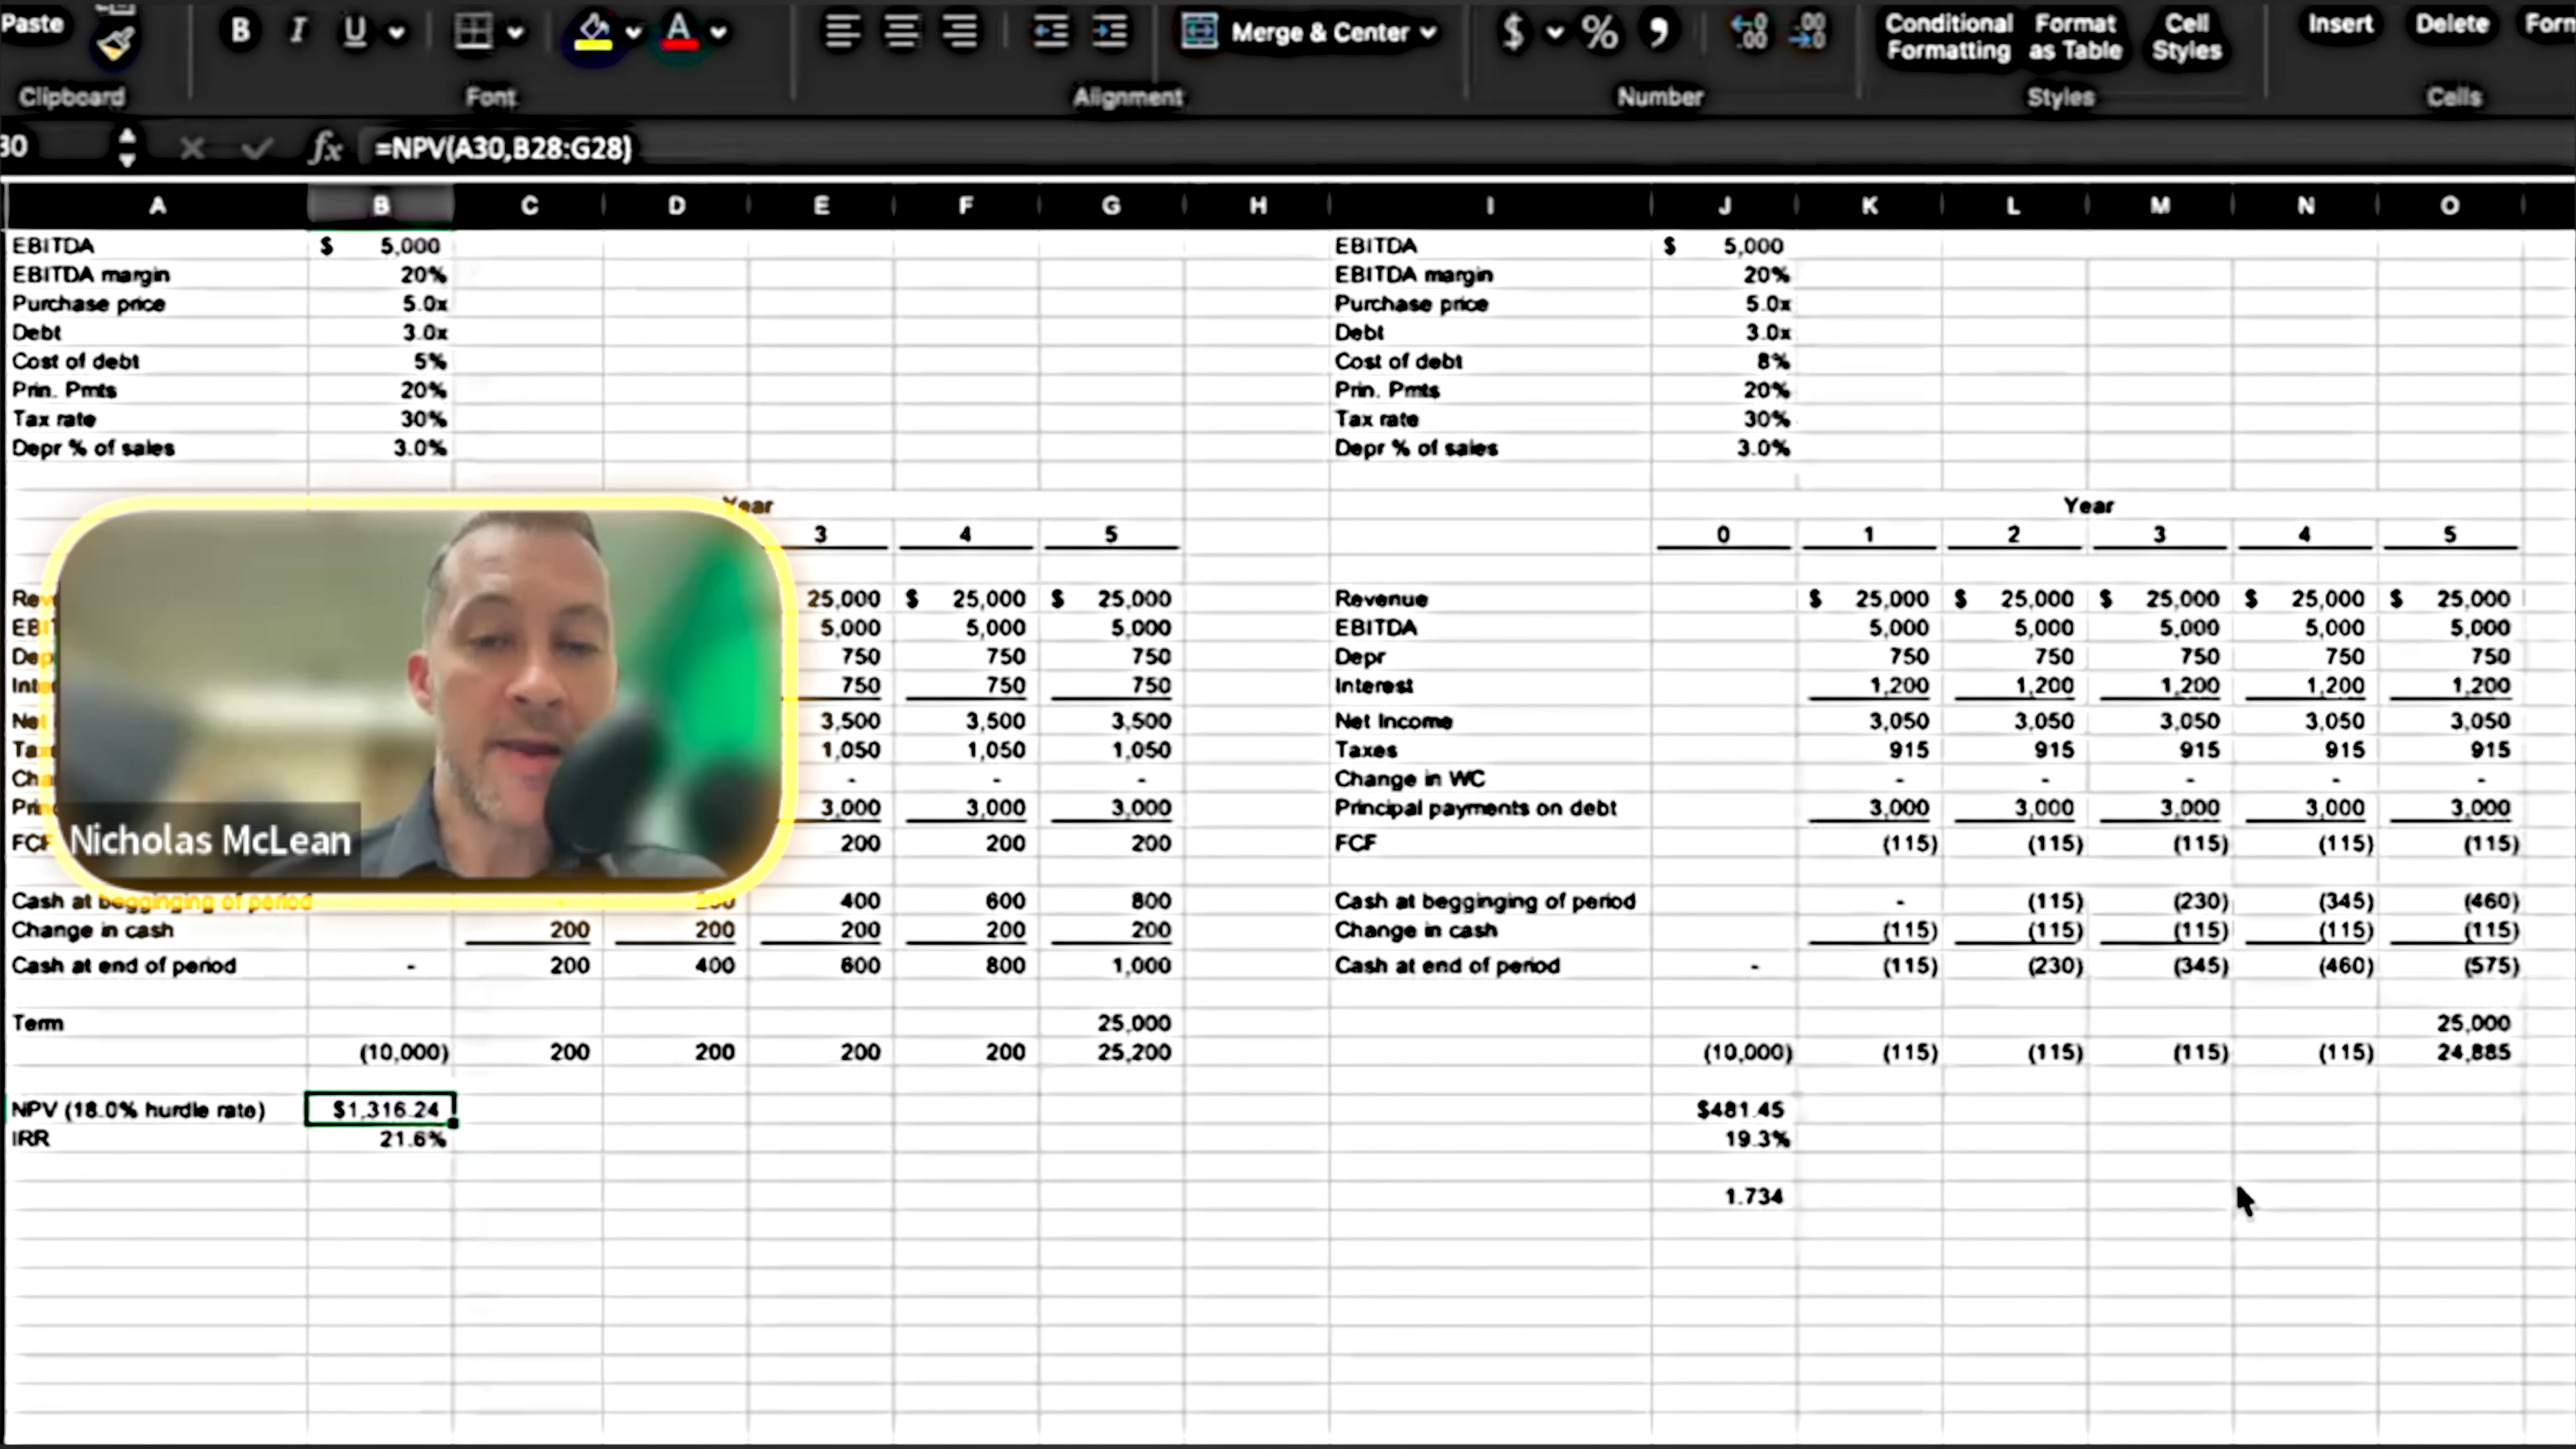 Paste
B I U A Merge & Center $ % , Conditional Formatting Format as Table Cell Styles Insert Delete
Clipboard Font Alignment Number Styles Cells
30 fx =NPV(A30,B28:G28)
A B C D E F G H I J K L M N O
EBITDA $ 5,000 EBITDA $ 5,000
EBITDA margin 20% EBITDA margin 20%
Purchase price 5.0x Purchase price 5.0x
Debt 3.0x Debt 3.0x
Cost of debt 5% Cost of debt 8%
Prin. Pmts 20% Prin. Pmts 20%
Tax rate 30% Tax rate 30%
Depr % of sales 3.0% Depr % of sales 3.0%
Year Year
3 4 5 0 1 2 3 4 5
25,000 $ 25,000 $ 25,000 Revenue $ 25,000 $ 25,000 $ 25,000 $ 25,000 $ 25,000
5,000 5,000 5,000 EBITDA 5,000 5,000 5,000 5,000 5,000
750 750 750 Depr 750 750 750 750 750
750 750 750 Interest 1,200 1,200 1,200 1,200 1,200
Net 3,500 3,500 3,500 Net Income 3,050 3,050 3,050 3,050 3,050
1,050 1,050 1,050 Taxes 915 915 915 915 915
- - - Change in WC - - - - -
3,000 3,000 3,000 Principal payments on debt 3,000 3,000 3,000 3,000 3,000
Nicholas McLean
FCF 200 200 200 FCF (115) (115) (115) (115) (115)
Cash at begginging of period - 200 400 600 800 Cash at begginging of period - (115) (230) (345) (460)
Change in cash 200 200 200 200 200 Change in cash (115) (115) (115) (115) (115)
Cash at end of period - 200 400 600 800 1,000 Cash at end of period - (115) (230) (345) (460) (575)
Term 25,000 25,000
(10,000) 200 200 200 200 25,200 (10,000) (115) (115) (115) (115) 24,885
NPV (18.0% hurdle rate) $1,316.24 $481.45
IRR 21.6% 19.3%
1.734